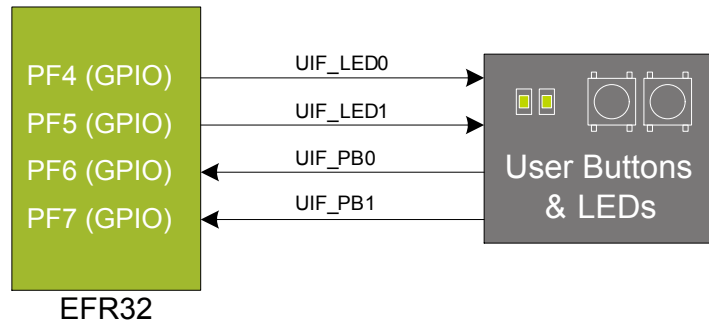 PF4 (GPIO)
PF5 (GPIO)
PF6 (GPIO)
PF7 (GPIO)
EFR32
UIF_LED0
UIF_LED1
UIF_PB0
UIF_PB1
User Buttons
& LEDs